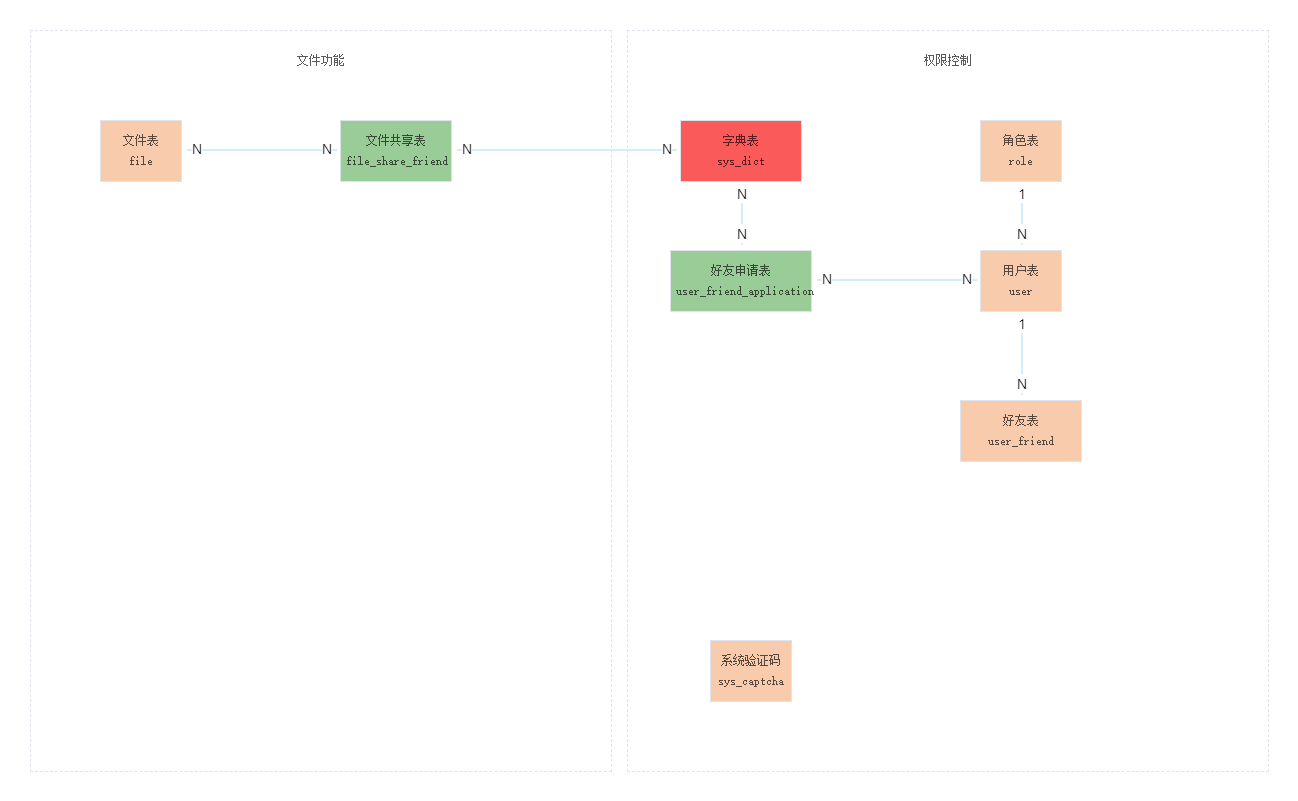 文件功能
权限控制
文件表
file
N
N
文件共享表
file_share_friend
N
N
字典表
sys_dict
角色表
role
N
1
N
N
好友申请表
user_friend_application
N
N
用户表
user
1
N
好友表
user_friend
系统验证码
sys_captcha